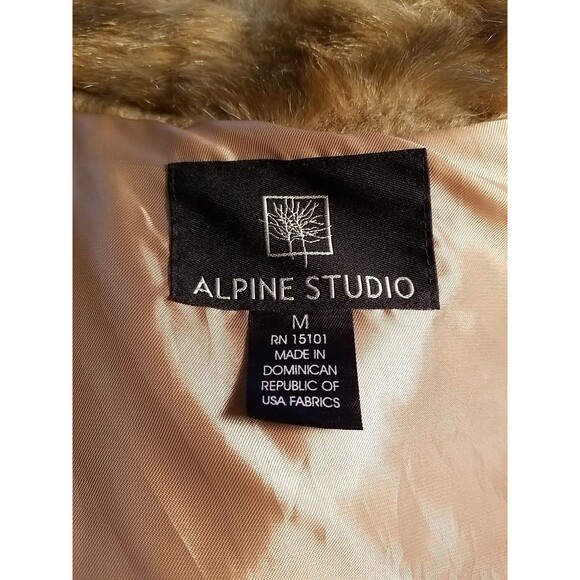 ALPINE STUDIO
M
RN 15101
MADE IN
DOMINICAN
REPUBLIC OF
USA FABRICS